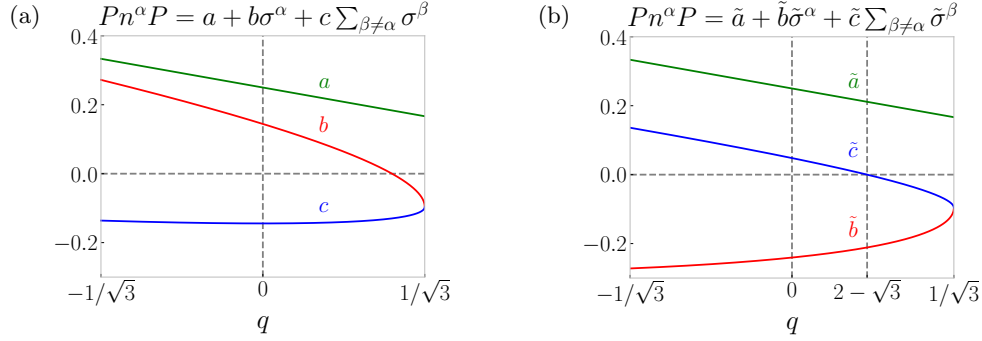 (a) Pn^α P = a + bσ^α + c ∑_{β≠α} σ^β
0.4
0.2
0.0
−0.2
a
b
c
−1/√3 0 1/√3
q
(b) Pn^α P = ã + b̃σ̃^α + c̃ ∑_{β≠α} σ̃^β
0.4
0.2
0.0
−0.2
ã
c̃
b̃
−1/√3 0 2 − √3 1/√3
q